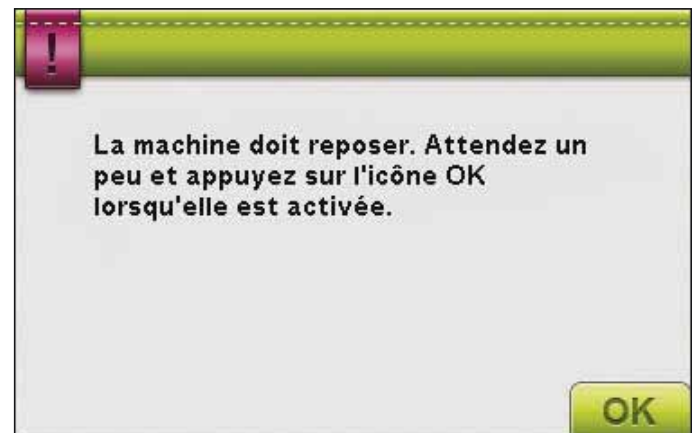 !
La machine doit reposer. Attendez un
peu et appuyez sur l'icône OK
lorsqu'elle est activée.
OK